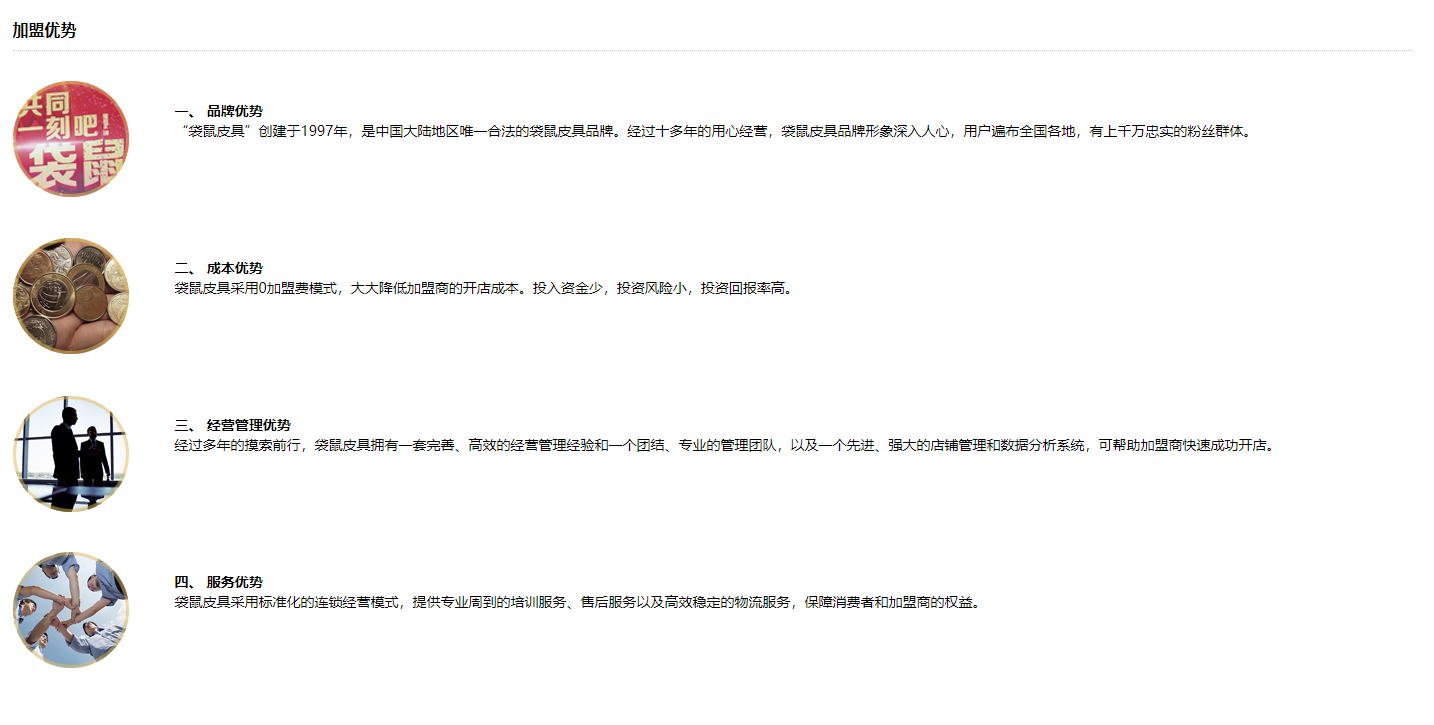 加盟优势
共同
一刻吧
袋鼠
一、 品牌优势
“袋鼠皮具”创建于1997年，是中国大陆地区唯一合法的袋鼠皮具品牌。经过十多年的用心经营，袋鼠皮具品牌形象深入人心，用户遍布全国各地，有上千万忠实的粉丝群体。
二、 成本优势
袋鼠皮具采用0加盟费模式，大大降低加盟商的开店成本。投入资金少，投资风险小，投资回报率高。
三、 经营管理优势
经过多年的摸索前行，袋鼠皮具拥有一套完善、高效的经营管理经验和一个团结、专业的管理团队，以及一个先进、强大的店铺管理和数据分析系统，可帮助加盟商快速成功开店。
四、 服务优势
袋鼠皮具采用标准化的连锁经营模式，提供专业周到的培训服务、售后服务以及高效稳定的物流服务，保障消费者和加盟商的权益。